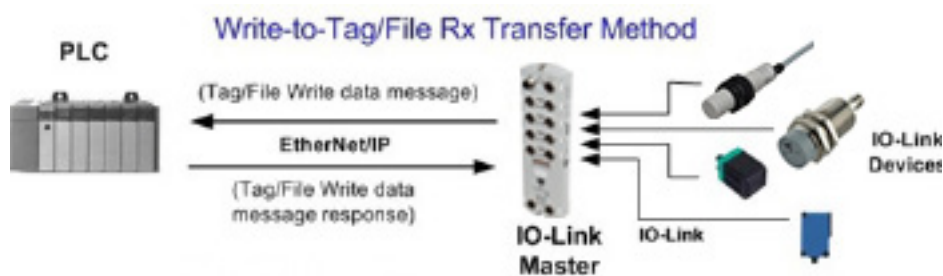 Write-to-Tag/File Rx Transfer Method
PLC
(Tag/File Write data message)
EtherNet/IP
(Tag/File Write data
message response)
IO-Link
Master
IO-Link
IO-Link
Devices